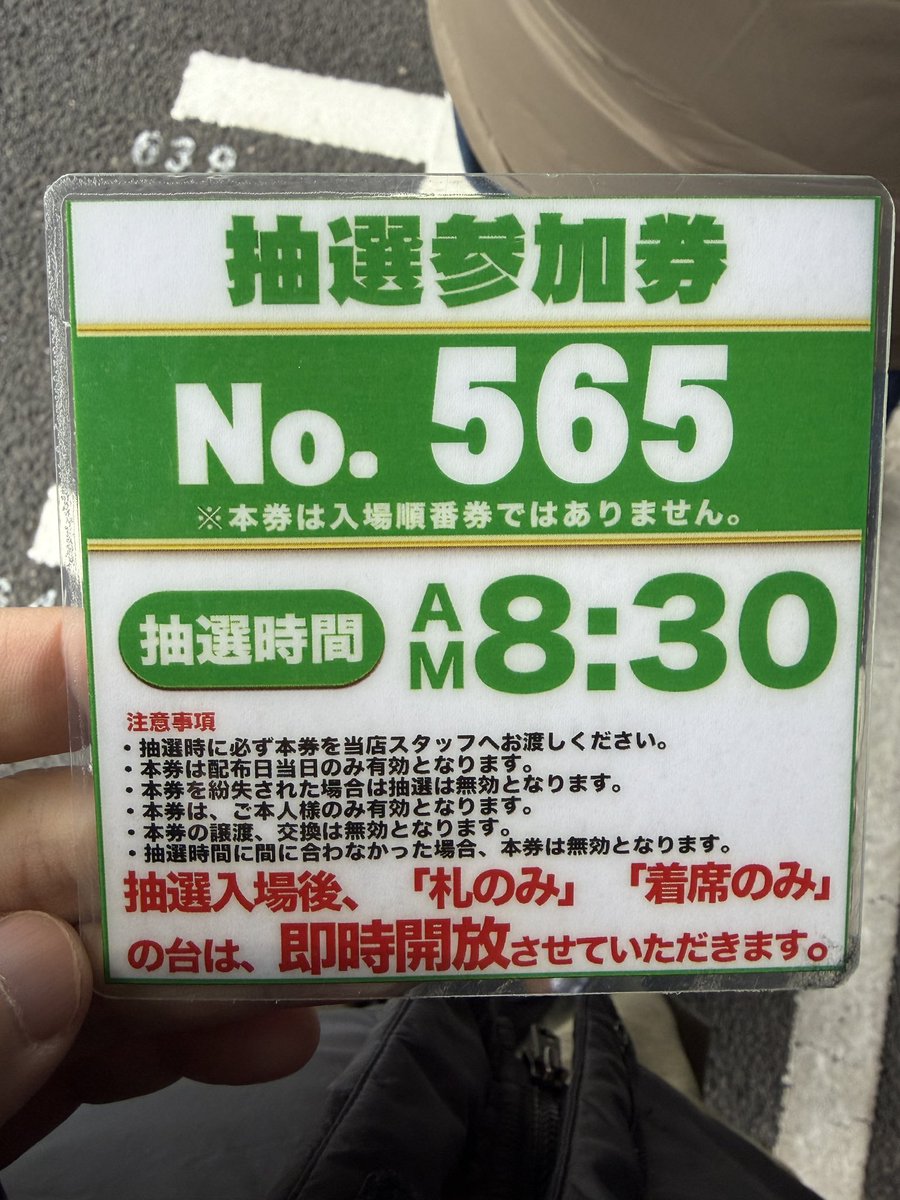 639
抽選参加券
No. 565
※本券は入場順番券ではありません。
抽選時間 AM 8:30
注意事項
・抽選時に必ず本券を当店スタッフへお渡しください。
・本券は配布日当日のみ有効となります。
・本券を紛失された場合は抽選は無効となります。
・本券は、ご本人様のみ有効となります。
・本券の譲渡、交換は無効となります。
・抽選時間に間に合わなかった場合、本券は無効となります。
抽選入場後、「札のみ」「着席のみ」
の台は、即時開放させていただきます。